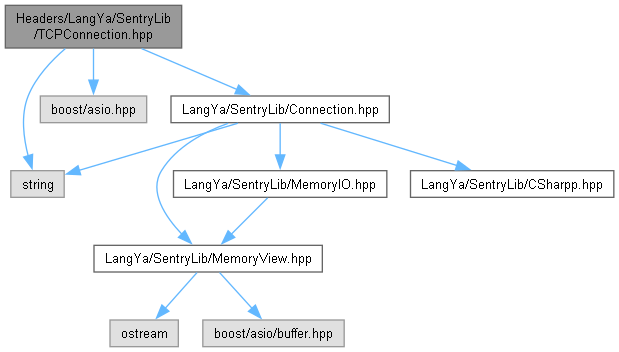 Headers/LangYa/SentryLib
/TCPConnection.hpp
boost/asio.hpp
LangYa/SentryLib/Connection.hpp
string
LangYa/SentryLib/MemoryIO.hpp
LangYa/SentryLib/CSharpp.hpp
LangYa/SentryLib/MemoryView.hpp
ostream
boost/asio/buffer.hpp